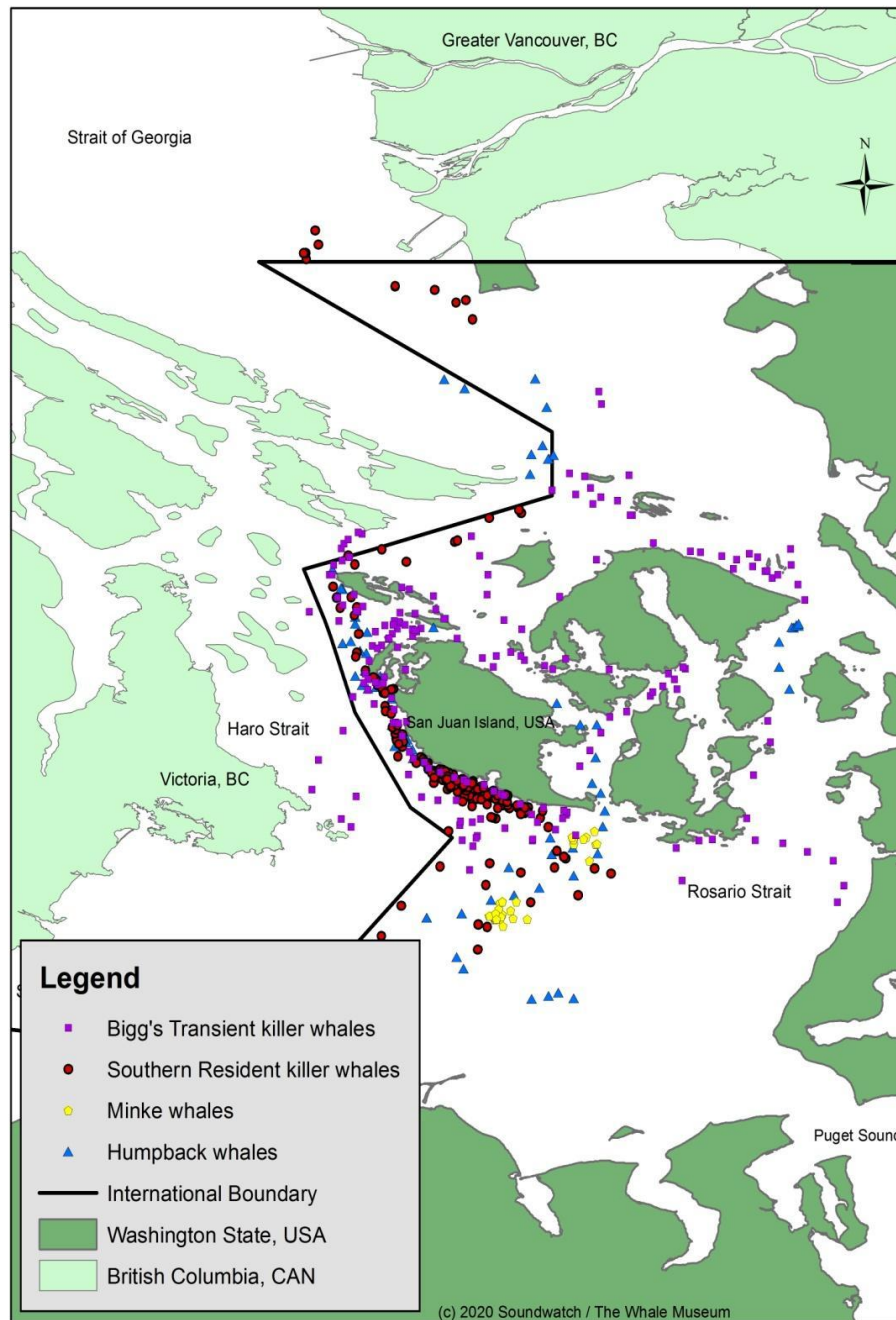 Greater Vancouver, BC
Strait of Georgia
N
San Juan Island, USA
Haro Strait
Victoria, BC
Rosario Strait
Legend
S
Bigg's Transient killer whales
Southern Resident killer whales
Minke whales
Humpback whales
International Boundary
Puget Sound
Washington State, USA
British Columbia, CAN
(c) 2020 Soundwatch / The Whale Museum